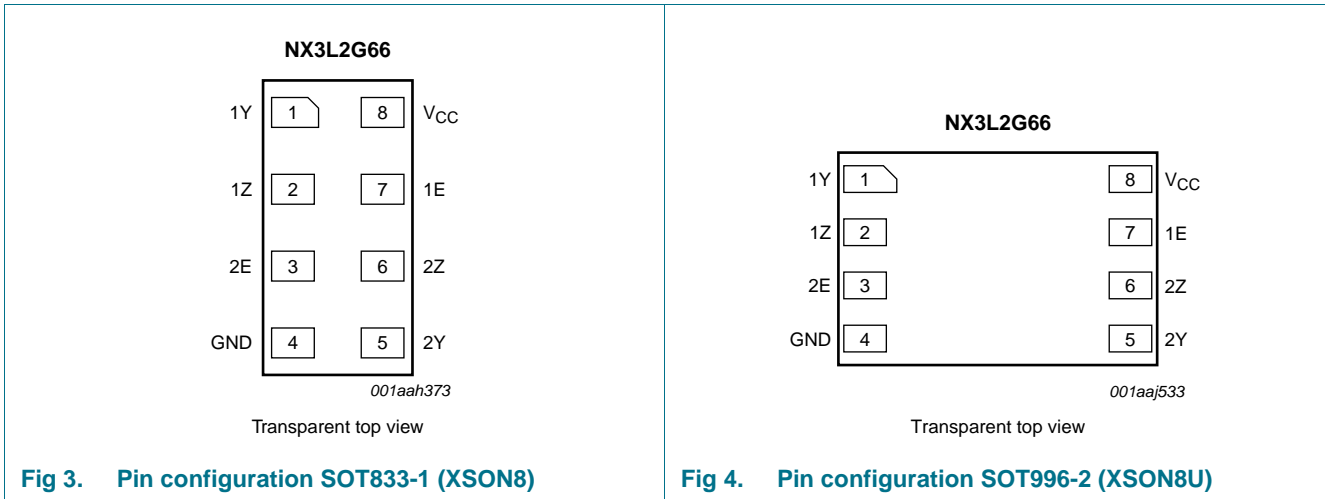 NX3L2G66
1Y 1 8 VCC
1Z 2 7 1E
2E 3 6 2Z
GND 4 5 2Y
001aah373
Transparent top view
Fig 3. Pin configuration SOT833-1 (XSON8)
NX3L2G66
1Y 1 8 VCC
1Z 2 7 1E
2E 3 6 2Z
GND 4 5 2Y
001aaj533
Transparent top view
Fig 4. Pin configuration SOT996-2 (XSON8U)